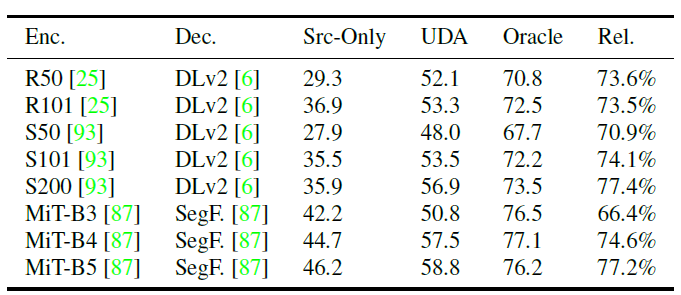 Enc. Dec. Src-Only UDA Oracle Rel.
R50 [25] DLv2 [6] 29.3 52.1 70.8 73.6%
R101 [25] DLv2 [6] 36.9 53.3 72.5 73.5%
S50 [93] DLv2 [6] 27.9 48.0 67.7 70.9%
S101 [93] DLv2 [6] 35.5 53.5 72.2 74.1%
S200 [93] DLv2 [6] 35.9 56.9 73.5 77.4%
MiT-B3 [87] SegF. [87] 42.2 50.8 76.5 66.4%
MiT-B4 [87] SegF. [87] 44.7 57.5 77.1 74.6%
MiT-B5 [87] SegF. [87] 46.2 58.8 76.2 77.2%